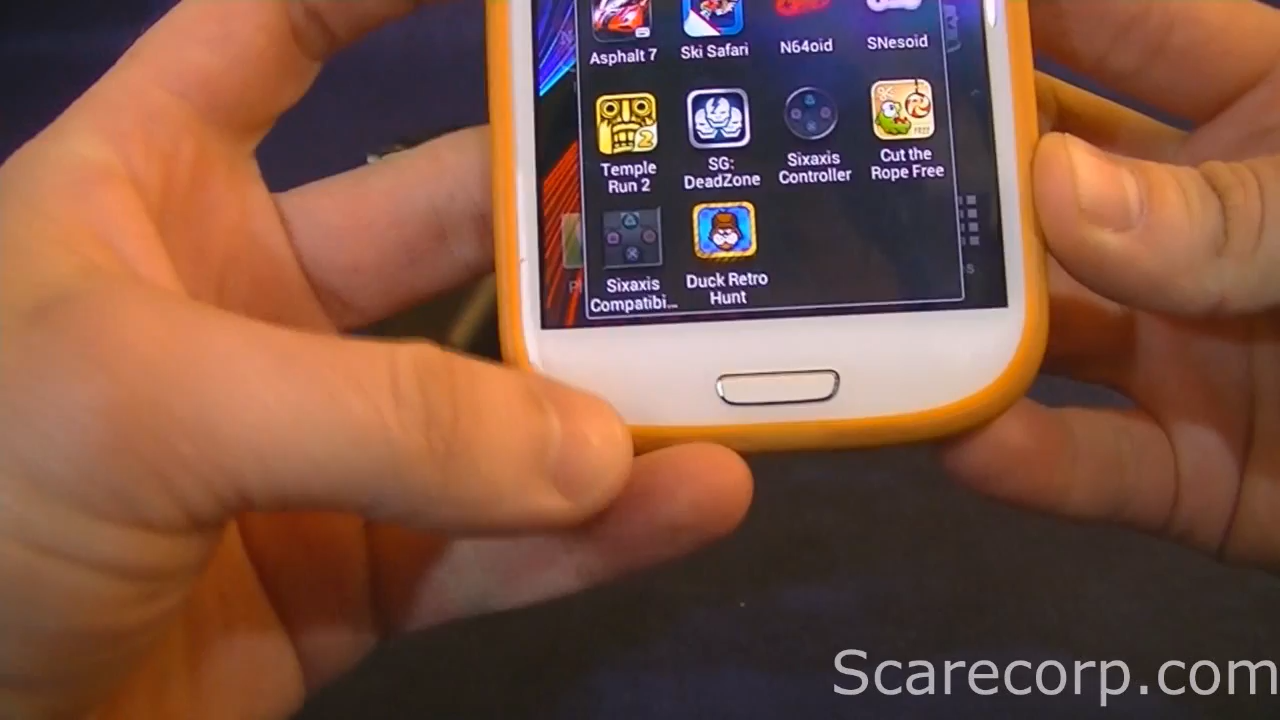 Asphalt 7
Ski Safari
N64oid
SNesoid
Temple
Run 2
SG:
DeadZone
Sixaxis
Controller
Cut the
Rope Free
FREE
Sixaxis
Compatibi...
Duck Retro
Hunt
Scarecorp.com